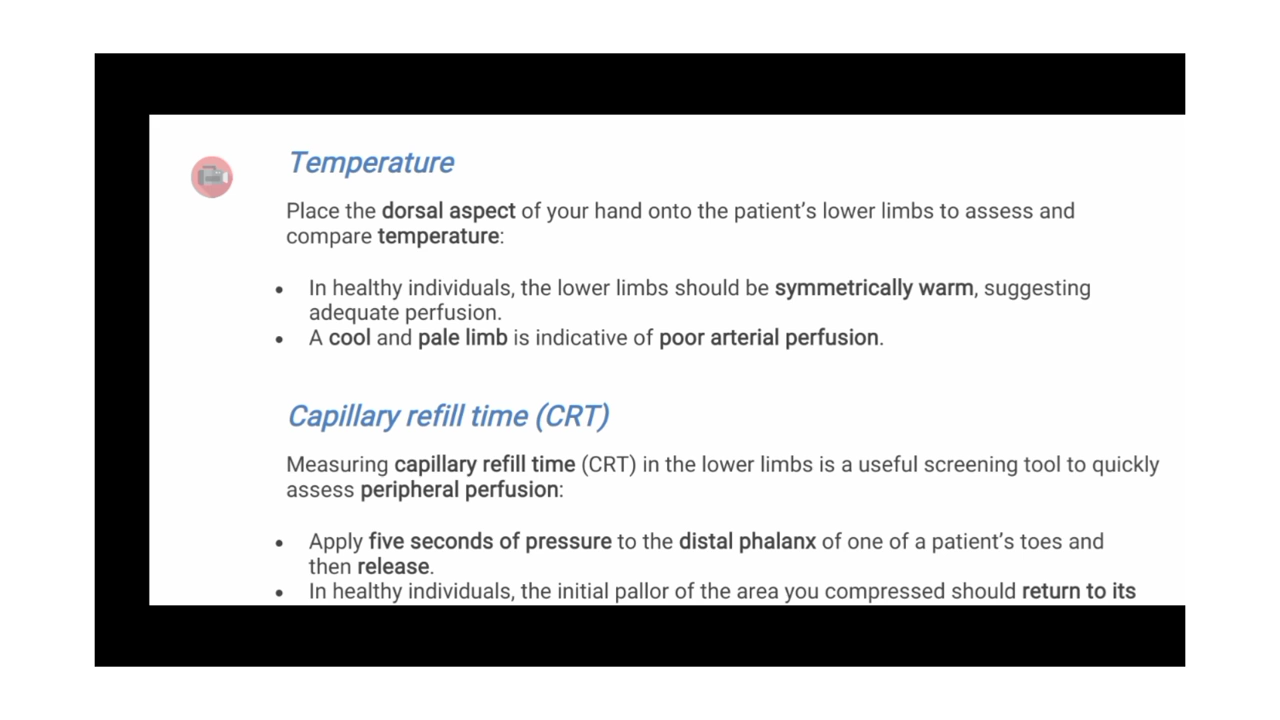 Temperature
Place the dorsal aspect of your hand onto the patient’s lower limbs to assess and
compare temperature:
• In healthy individuals, the lower limbs should be symmetrically warm, suggesting
adequate perfusion.
• A cool and pale limb is indicative of poor arterial perfusion.
Capillary refill time (CRT)
Measuring capillary refill time (CRT) in the lower limbs is a useful screening tool to quickly
assess peripheral perfusion:
• Apply five seconds of pressure to the distal phalanx of one of a patient’s toes and
then release.
• In healthy individuals, the initial pallor of the area you compressed should return to its